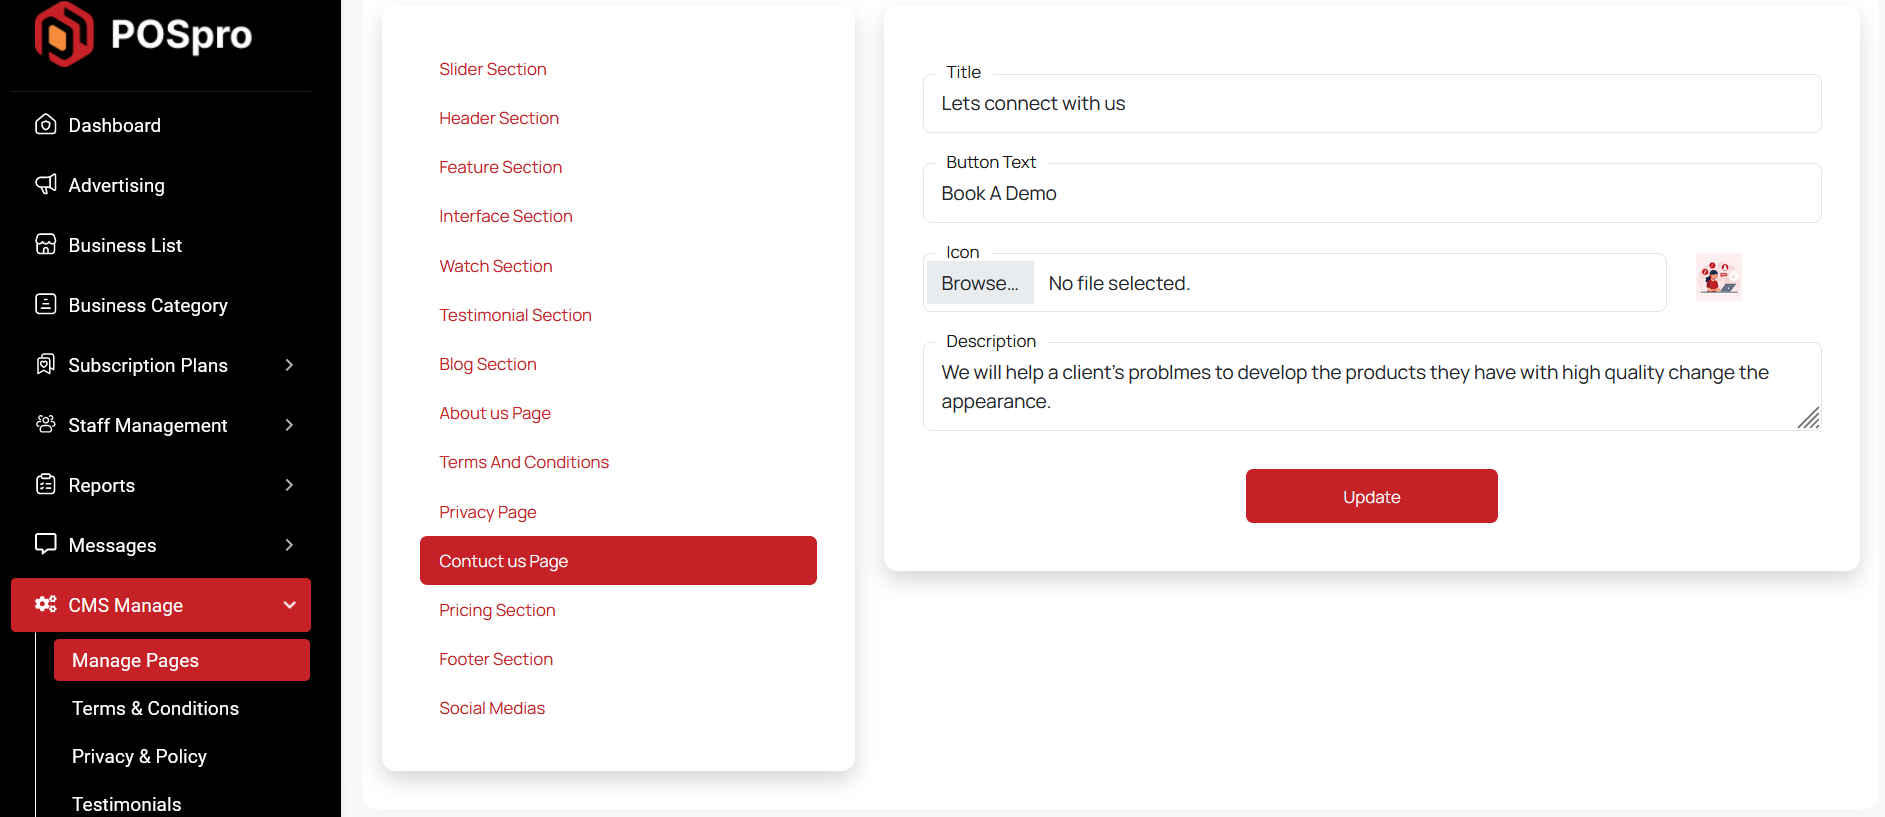 POSpro
Dashboard
Advertising
Business List
Business Category
Subscription Plans
Staff Management
Reports
Messages
CMS Manage
Manage Pages
Terms & Conditions
Privacy & Policy
Testimonials
Slider Section
Header Section
Feature Section
Interface Section
Watch Section
Testimonial Section
Blog Section
About us Page
Terms And Conditions
Privacy Page
Contuct us Page
Pricing Section
Footer Section
Social Medias
Title
Lets connect with us
Button Text
Book A Demo
Icon
Browse... No file selected.
Description
We will help a client's problmes to develop the products they have with high quality change the
appearance.
Update